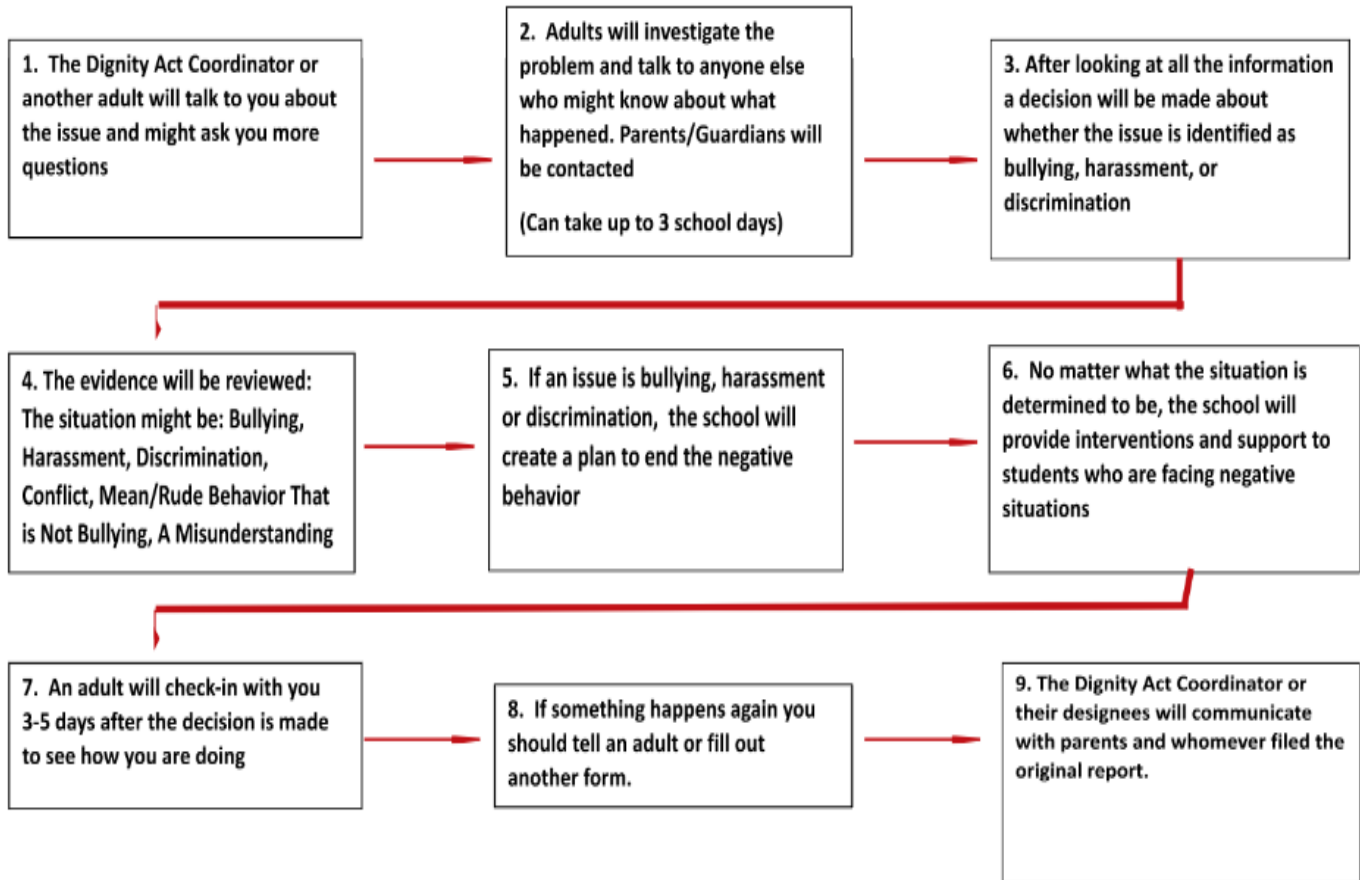 1.  The Dignity Act Coordinator or
another adult will talk to you about
the issue and might ask you more
questions
2.  Adults will investigate the
problem and talk to anyone else
who might know about what
happened. Parents/Guardians will
be contacted
(Can take up to 3 school days)
3. After looking at all the information
a decision will be made about
whether the issue is identified as
bullying, harassment, or
discrimination
4. The evidence will be reviewed:
The situation might be: Bullying,
Harassment, Discrimination,
Conflict, Mean/Rude Behavior That
is Not Bullying, A Misunderstanding
5.  If an issue is bullying, harassment
or discrimination,  the school will
create a plan to end the negative
behavior
6.  No matter what the situation is
determined to be, the school will
provide interventions and support to
students who are facing negative
situations
7.  An adult will check-in with you
3-5 days after the decision is made
to see how you are doing
8.  If something happens again you
should tell an adult or fill out
another form.
9. The Dignity Act Coordinator or
their designees will communicate
with parents and whomever filed the
original report.